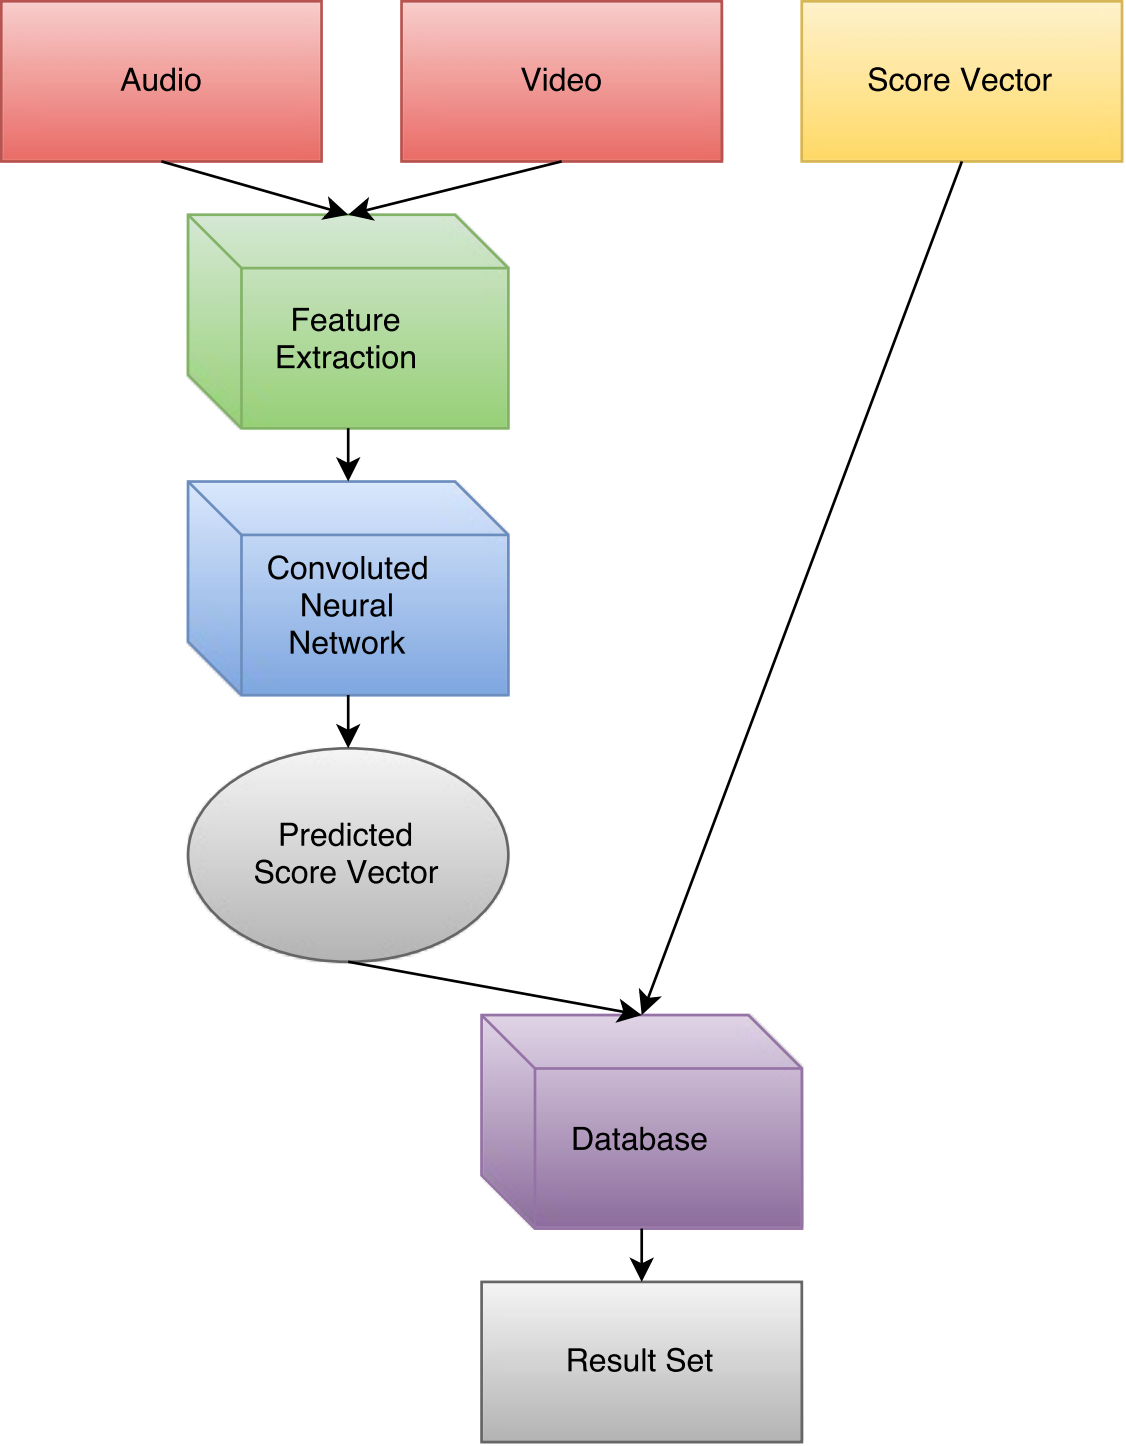 Audio
Video
Score Vector
Feature
Extraction
Convoluted
Neural
Network
Predicted
Score Vector
Database
Result Set